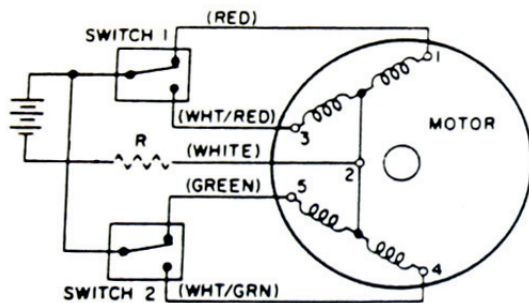 (RED)
SWITCH 1
1
(WHT/RED)
3
MOTOR
R
(WHITE)
2
(GREEN)
5
4
SWITCH 2
(WHT/GRN)